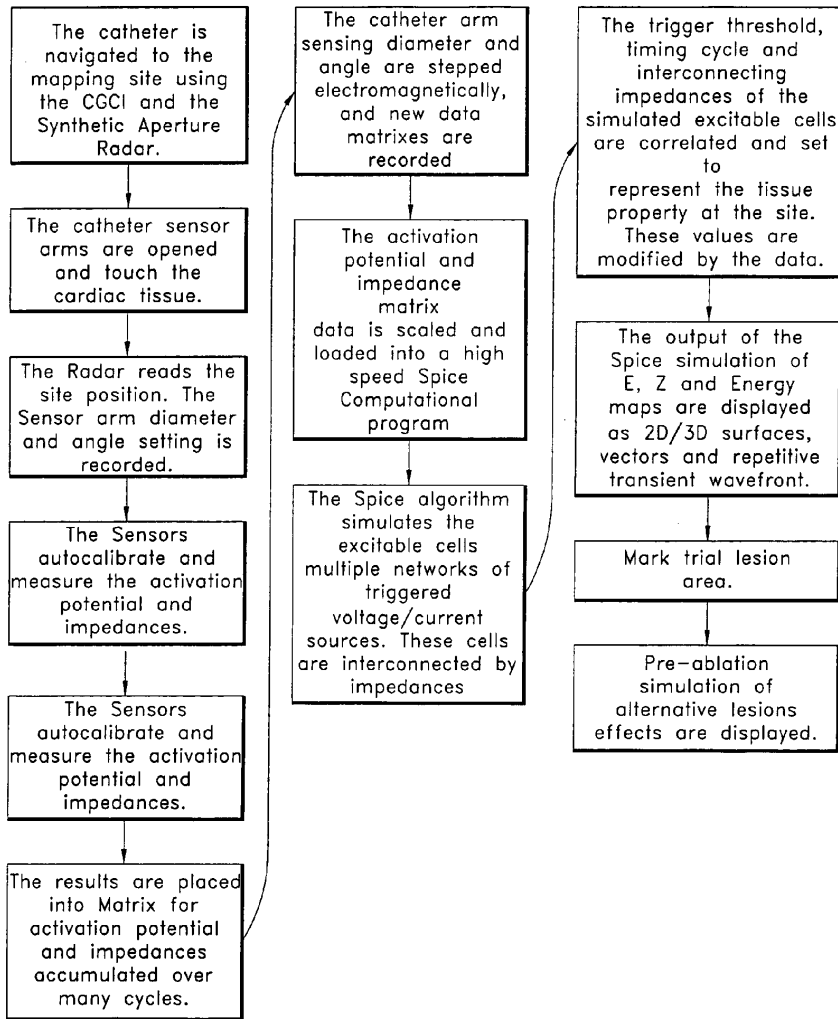 The catheter is
navigated to the
mapping site using
the CGCI and the
Synthetic Aperture
Radar.
The catheter sensor
arms are opened
and touch the
cardiac tissue.
The Radar reads the
site position. The
Sensor arm diameter
and angle setting is
recorded.
The Sensors
autocalibrate and
measure the activation
potential and
impedances.
The Sensors
autocalibrate and
measure the activation
potential and
impedances.
The results are placed
into Matrix for
activation potential
and impedances
accumulated over
many cycles.
The catheter arm
sensing diameter and
angle are stepped
electromagnetically,
and new data
matrixes are
recorded
The activation
potential and
impedance
matrix
data is scaled and
loaded into a high
speed Spice
Computational
program
The Spice algorithm
simulates the
excitable cells
multiple networks of
triggered
voltage/current
sources. These cells
are interconnected by
impedances
The trigger threshold,
timing cycle and
interconnecting
impedances of the
simulated excitable cells
are correlated and set
to
represent the tissue
property at the site.
These values are
modified by the data.
The output of the
Spice simulation of
E, Z and Energy
maps are displayed
as 2D/3D surfaces,
vectors and repetitive
transient wavefront.
Mark trial lesion
area.
Pre-ablation
simulation of
alternative lesions
effects are displayed.